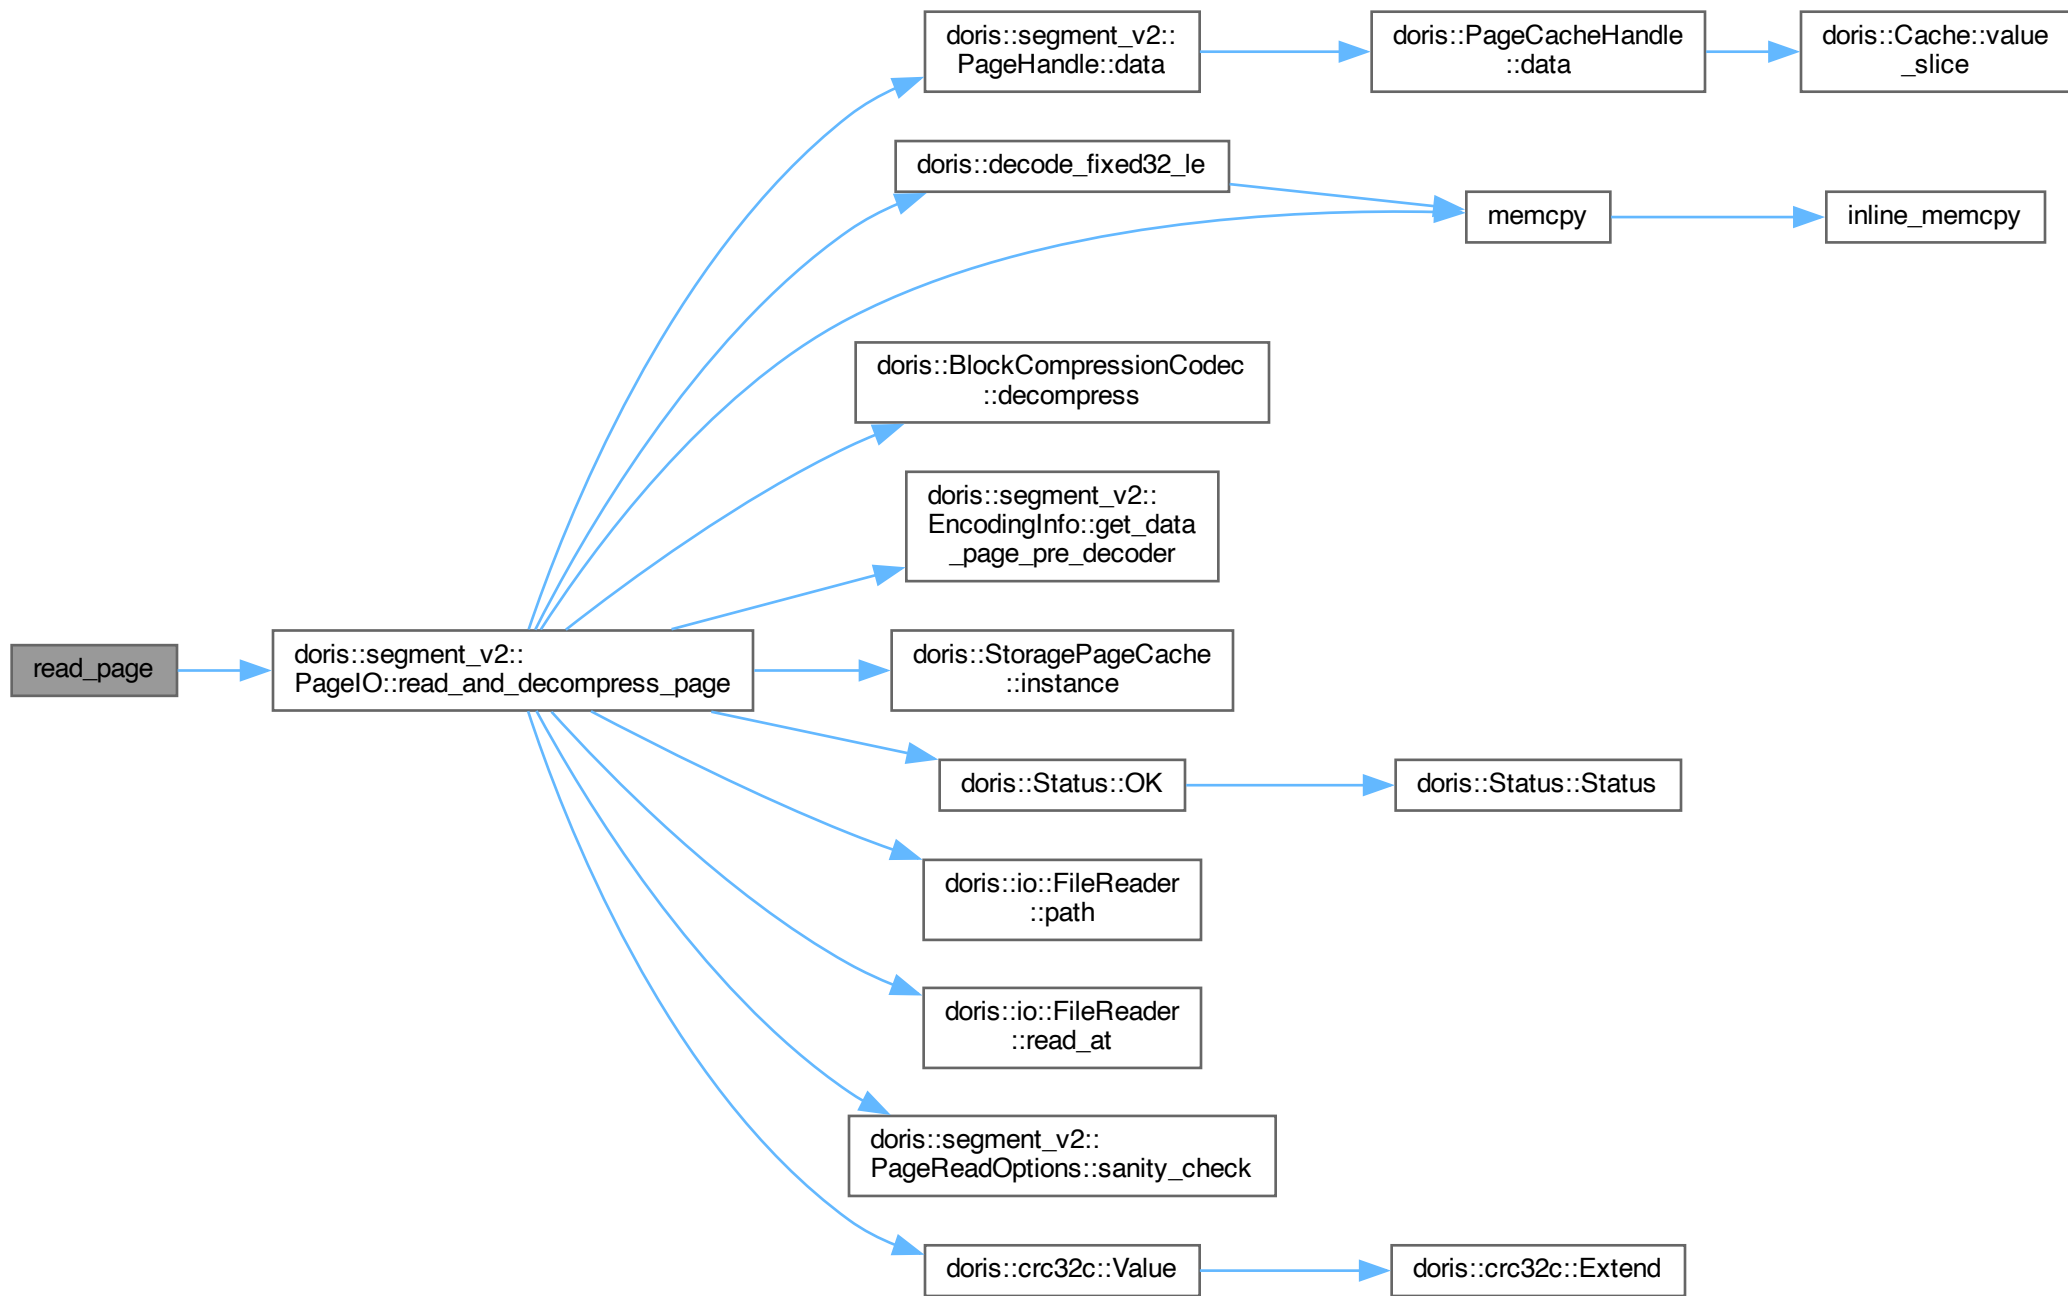 doris::segment_v2::
PageHandle::data
doris::PageCacheHandle
::data
doris::Cache::value
_slice
doris::decode_fixed32_le
memcpy
inline_memcpy
doris::BlockCompressionCodec
::decompress
doris::segment_v2::
EncodingInfo::get_data
_page_pre_decoder
read_page
doris::segment_v2::
PageIO::read_and_decompress_page
doris::StoragePageCache
::instance
doris::Status::OK
doris::Status::Status
doris::io::FileReader
::path
doris::io::FileReader
::read_at
doris::segment_v2::
PageReadOptions::sanity_check
doris::crc32c::Value
doris::crc32c::Extend